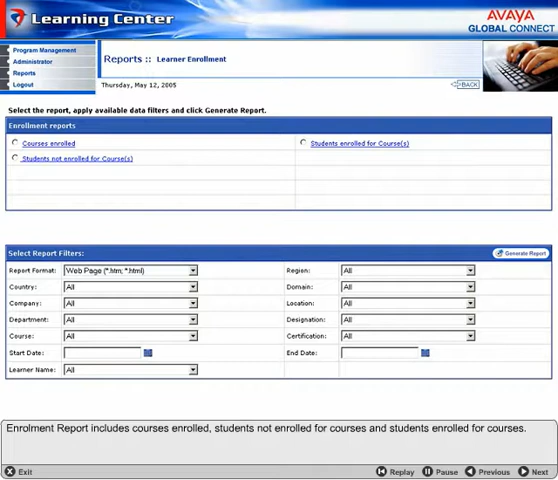 Learning Center
AVAYA
GLOBAL CONNECT
Program Management
Administrator
Reports
Logout
Reports :: Learner Enrollment
Thursday, May 12, 2005
BACK
Select the report, apply available data filters and click Generate Report.
Enrollment reports
Courses enrolled
Students enrolled for Course(s)
Students not enrolled for Course(s)
Select Report Filters:
Generate Report
Report Format: Web Page (*.htm; *.html)
Region: All
Country: All
Domain: All
Company: All
Location: All
Department: All
Designation: All
Course: All
Certification: All
Start Date:
End Date:
Learner Name: All
Enrolment Report includes courses enrolled, students not enrolled for courses and students enrolled for courses.
Exit
Replay
Pause
Previous
Next